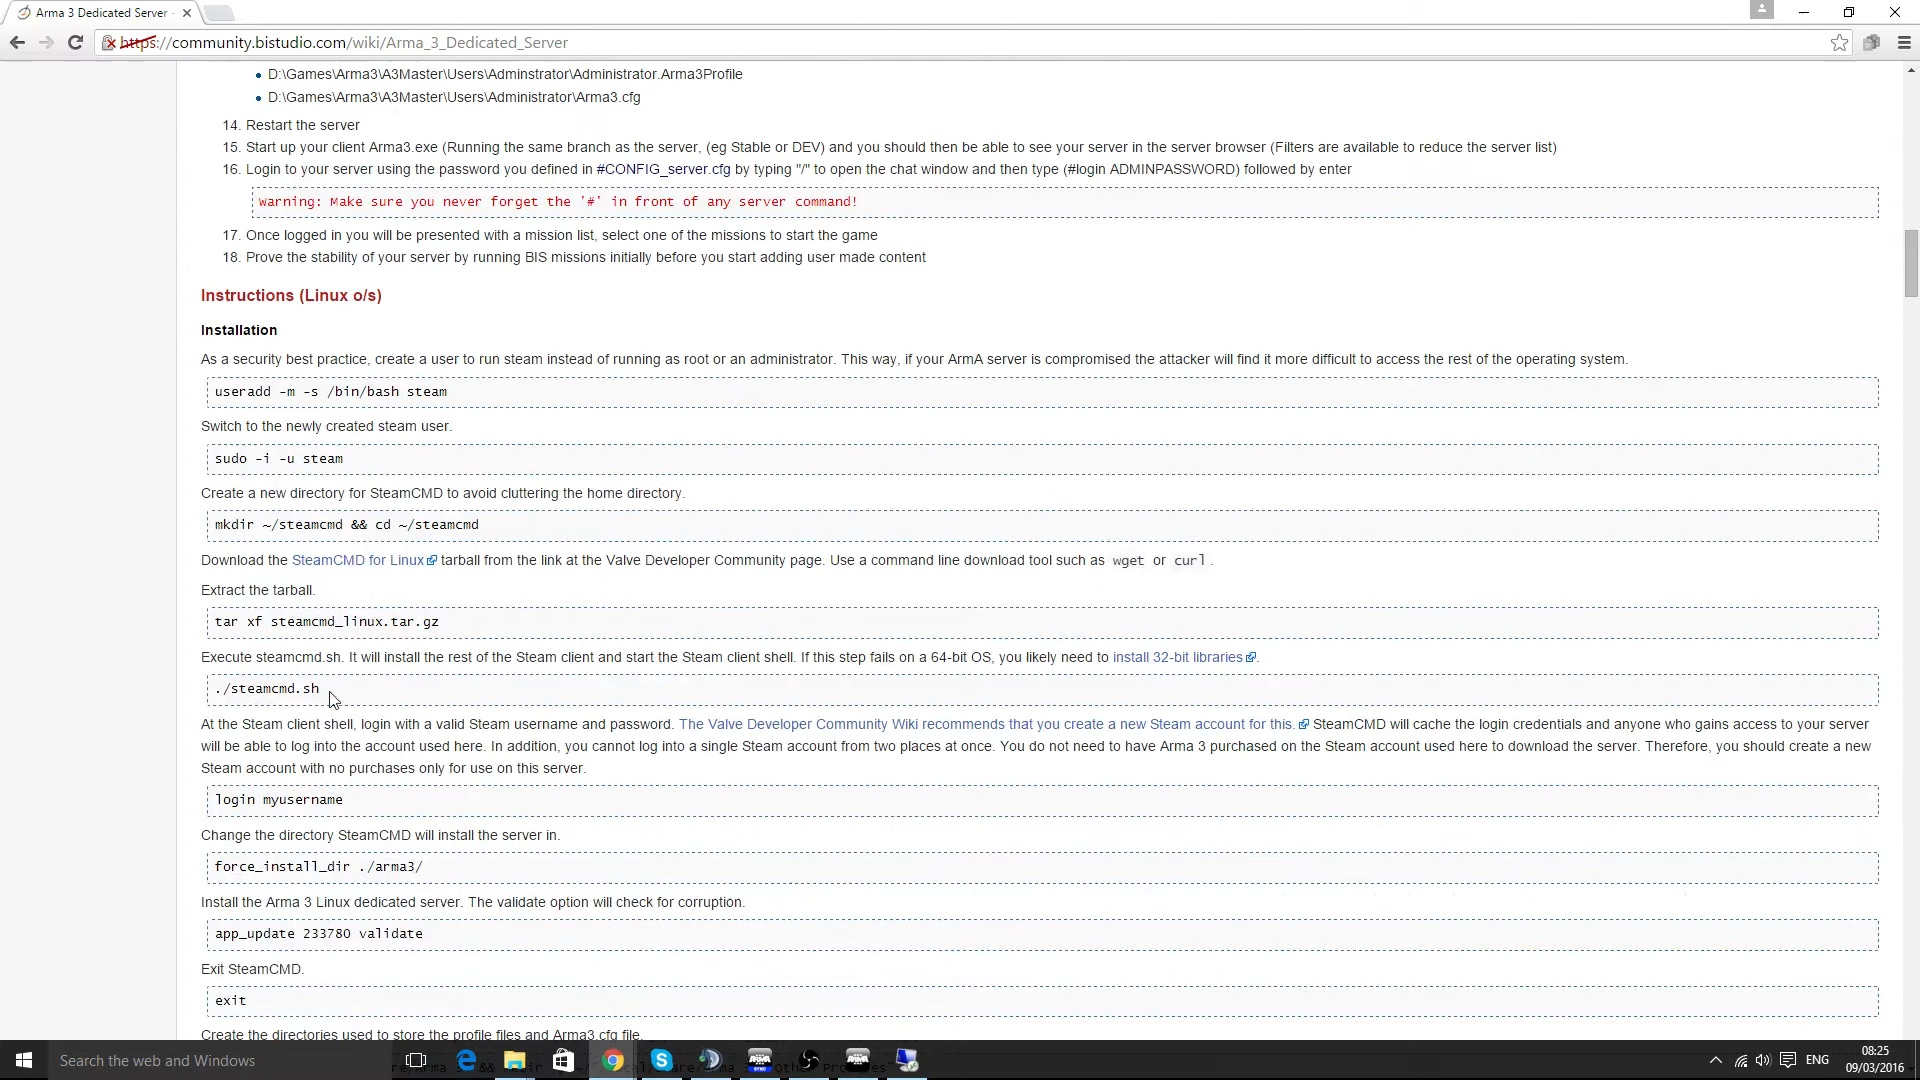 Arma 3 Dedicated Server
https://community.bistudio.com/wiki/Arma_3_Dedicated_Server
D:\Games\Arma3\A3Master\Users\Adminstrator\Administrator.Arma3Profile
D:\Games\Arma3\A3Master\Users\Administrator\Arma3.cfg
14. Restart the server
15. Start up your client Arma3.exe (Running the same branch as the server, (eg Stable or DEV) and you should then be able to see your server in the server browser (Filters are available to reduce the server list)
16. Login to your server using the password you defined in #CONFIG_server.cfg by typing "/" to open the chat window and then type (#login ADMINPASSWORD) followed by enter
Warning: Make sure you never forget the '#' in front of any server command!
17. Once logged in you will be presented with a mission list, select one of the missions to start the game
18. Prove the stability of your server by running BIS missions initially before you start adding user made content
Instructions (Linux o/s)
Installation
As a security best practice, create a user to run steam instead of running as root or an administrator. This way, if your ArmA server is compromised the attacker will find it more difficult to access the rest of the operating system.
useradd -m -s /bin/bash steam
Switch to the newly created steam user.
sudo -i -u steam
Create a new directory for SteamCMD to avoid cluttering the home directory.
mkdir ~/steamcmd && cd ~/steamcmd
Download the SteamCMD for Linux tarball from the link at the Valve Developer Community page. Use a command line download tool such as wget or curl.
Extract the tarball.
tar xf steamcmd_linux.tar.gz
Execute steamcmd.sh. It will install the rest of the Steam client and start the Steam client shell. If this step fails on a 64-bit OS, you likely need to install 32-bit libraries.
./steamcmd.sh
At the Steam client shell, login with a valid Steam username and password. The Valve Developer Community Wiki recommends that you create a new Steam account for this. SteamCMD will cache the login credentials and anyone who gains access to your server
will be able to log into the account used here. In addition, you cannot log into a single Steam account from two places at once. You do not need to have Arma 3 purchased on the Steam account used here to download the server. Therefore, you should create a new
Steam account with no purchases only for use on this server.
login myusername
Change the directory SteamCMD will install the server in.
force_install_dir ./arma3/
Install the Arma 3 Linux dedicated server. The validate option will check for corruption.
app_update 233780 validate
Exit SteamCMD.
exit
Create the directories used to store the profile files and Arma3.cfg file.
Search the web and Windows
ENG
08:25
09/03/2016